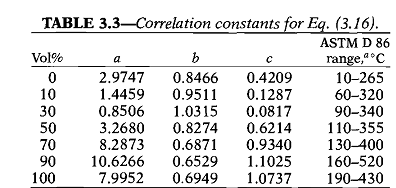 TABLE 3.3—Correlation constants for Eq. (3.16).
ASTM D 86
Vol% a b c range,ᵃ °C
0 2.9747 0.8466 0.4209 10–265
10 1.4459 0.9511 0.1287 60–320
30 0.8506 1.0315 0.0817 90–340
50 3.2680 0.8274 0.6214 110–355
70 8.2873 0.6871 0.9340 130–400
90 10.6266 0.6529 1.1025 160–520
100 7.9952 0.6949 1.0737 190–430